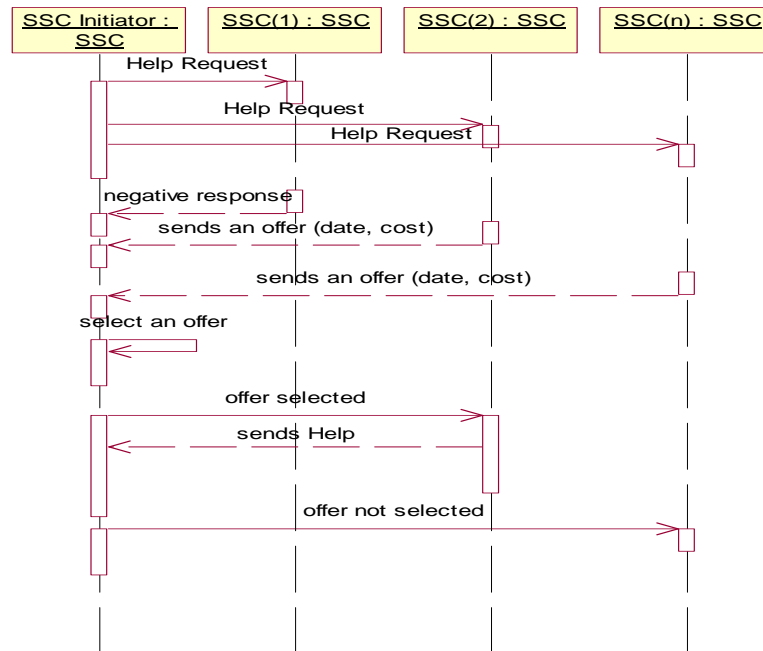 SSC Initiator :
SSC
SSC(1) : SSC
SSC(2) : SSC
SSC(n) : SSC
Help Request
Help Request
Help Request
negative response
sends an offer (date, cost)
sends an offer (date, cost)
select an offer
offer selected
sends Help
offer not selected